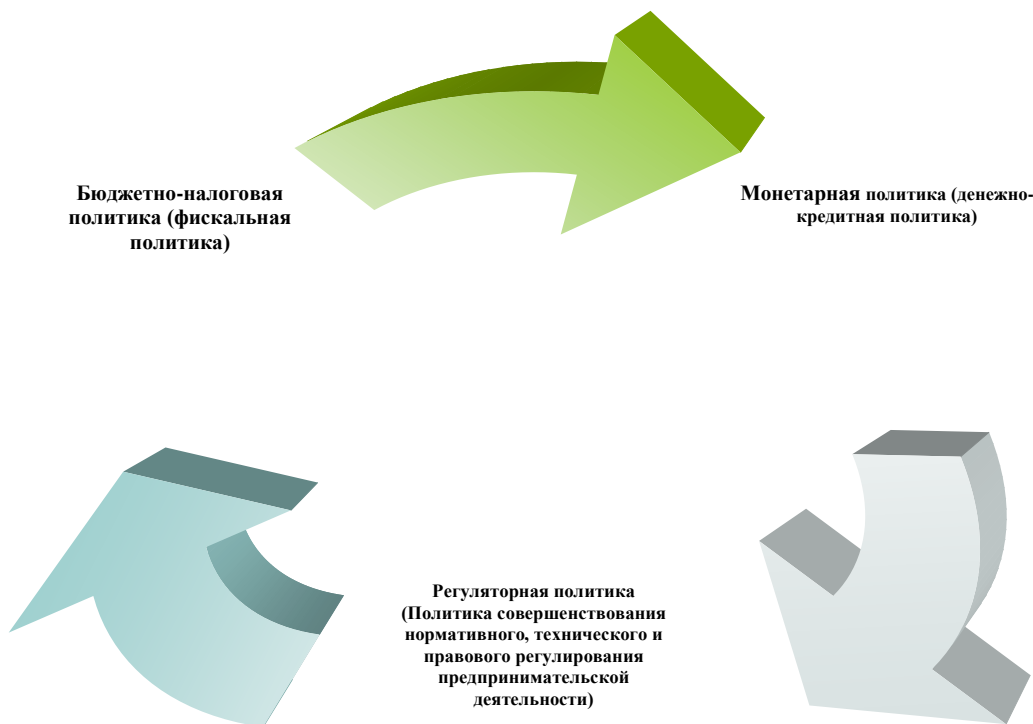 Бюджетно-налоговая
политика (фискальная
политика)
Монетарная политика (денежно-
кредитная политика)
Регуляторная политика
(Политика совершенствования
нормативного, технического и
правового регулирования
предпринимательской
деятельности)